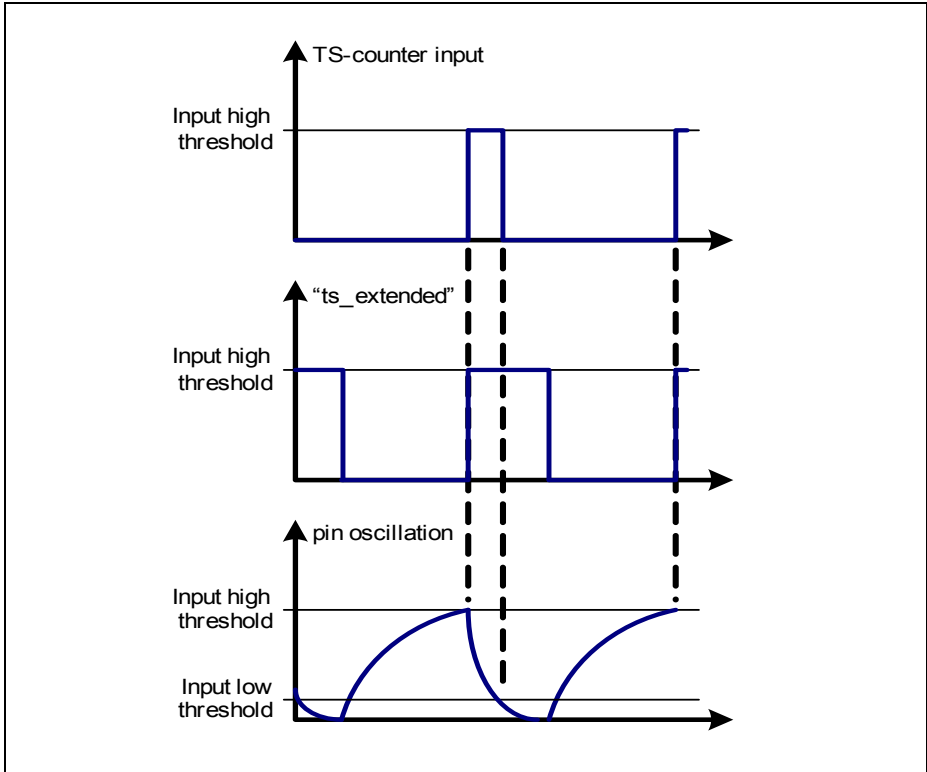 TS-counter input
Input high
threshold
“ts_extended”
Input high
threshold
pin oscillation
Input high
threshold
Input low
threshold